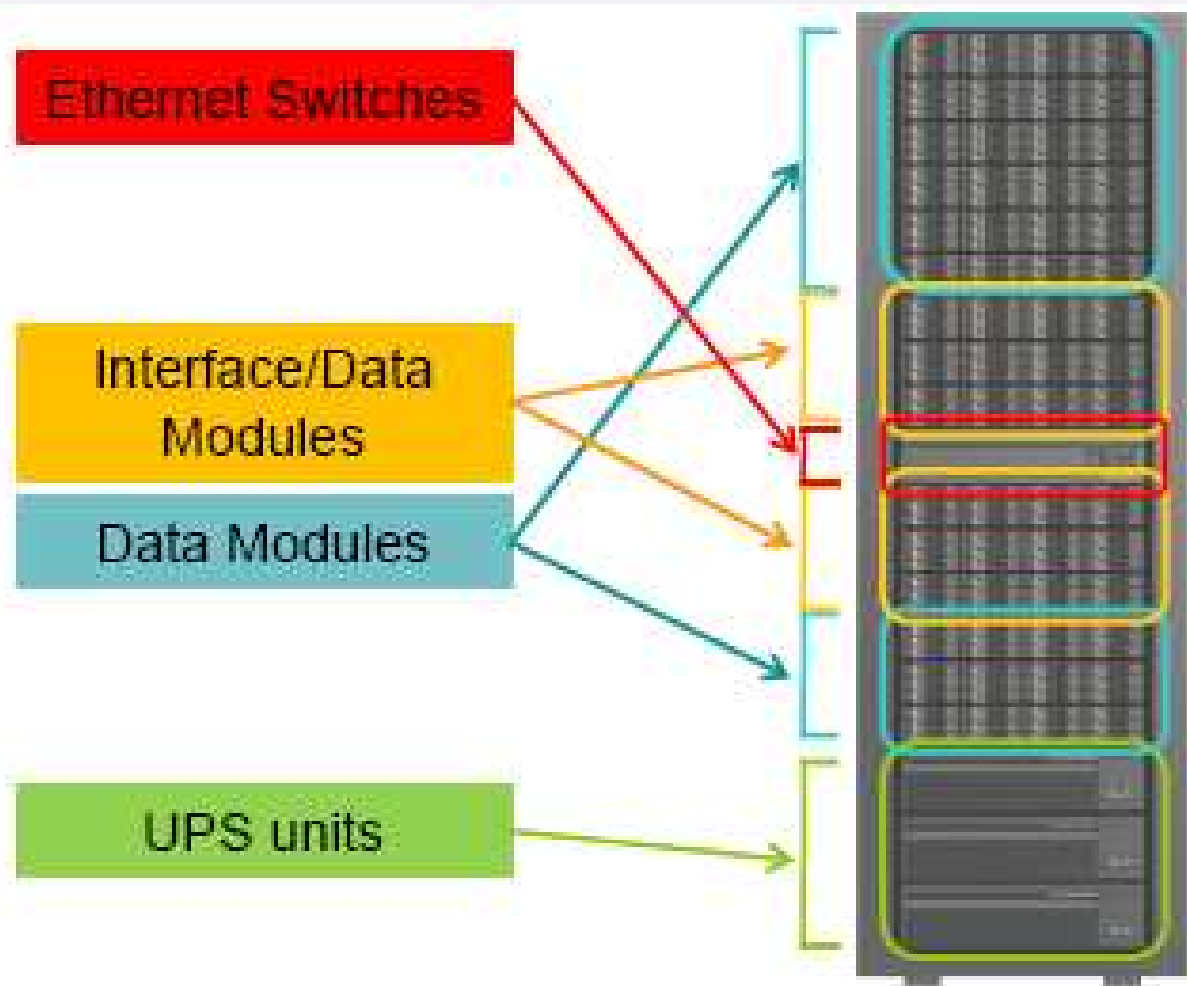 Ethernet Switches
Interface/Data
Modules
Data Modules
UPS units